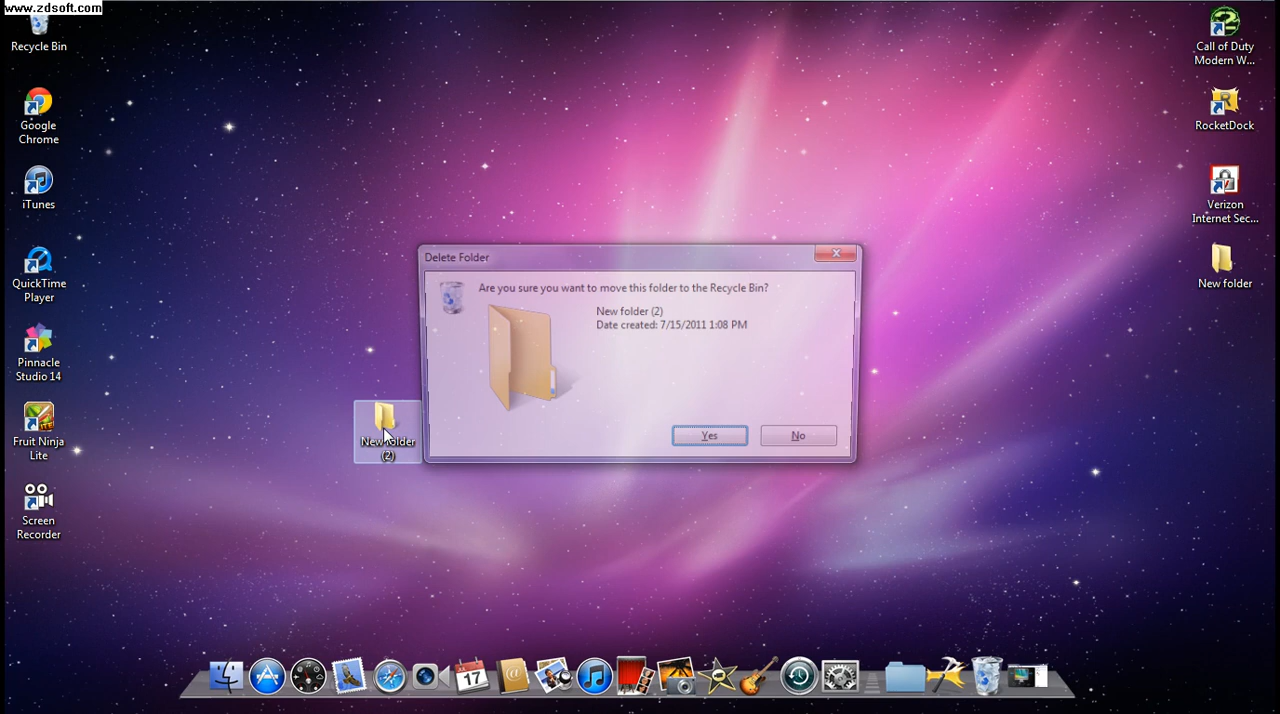 www.zdsoft.com
Recycle Bin
Google
Chrome
iTunes
QuickTime
Player
Pinnacle
Studio 14
Fruit Ninja
Lite
Screen
Recorder
Delete Folder
Are you sure you want to move this folder to the Recycle Bin?
New folder (2)
Date created: 7/15/2011 1:08 PM
Yes
No
New folder
(2)
Call of Duty
Modern W...
RocketDock
Verizon
Internet Sec...
New folder
17